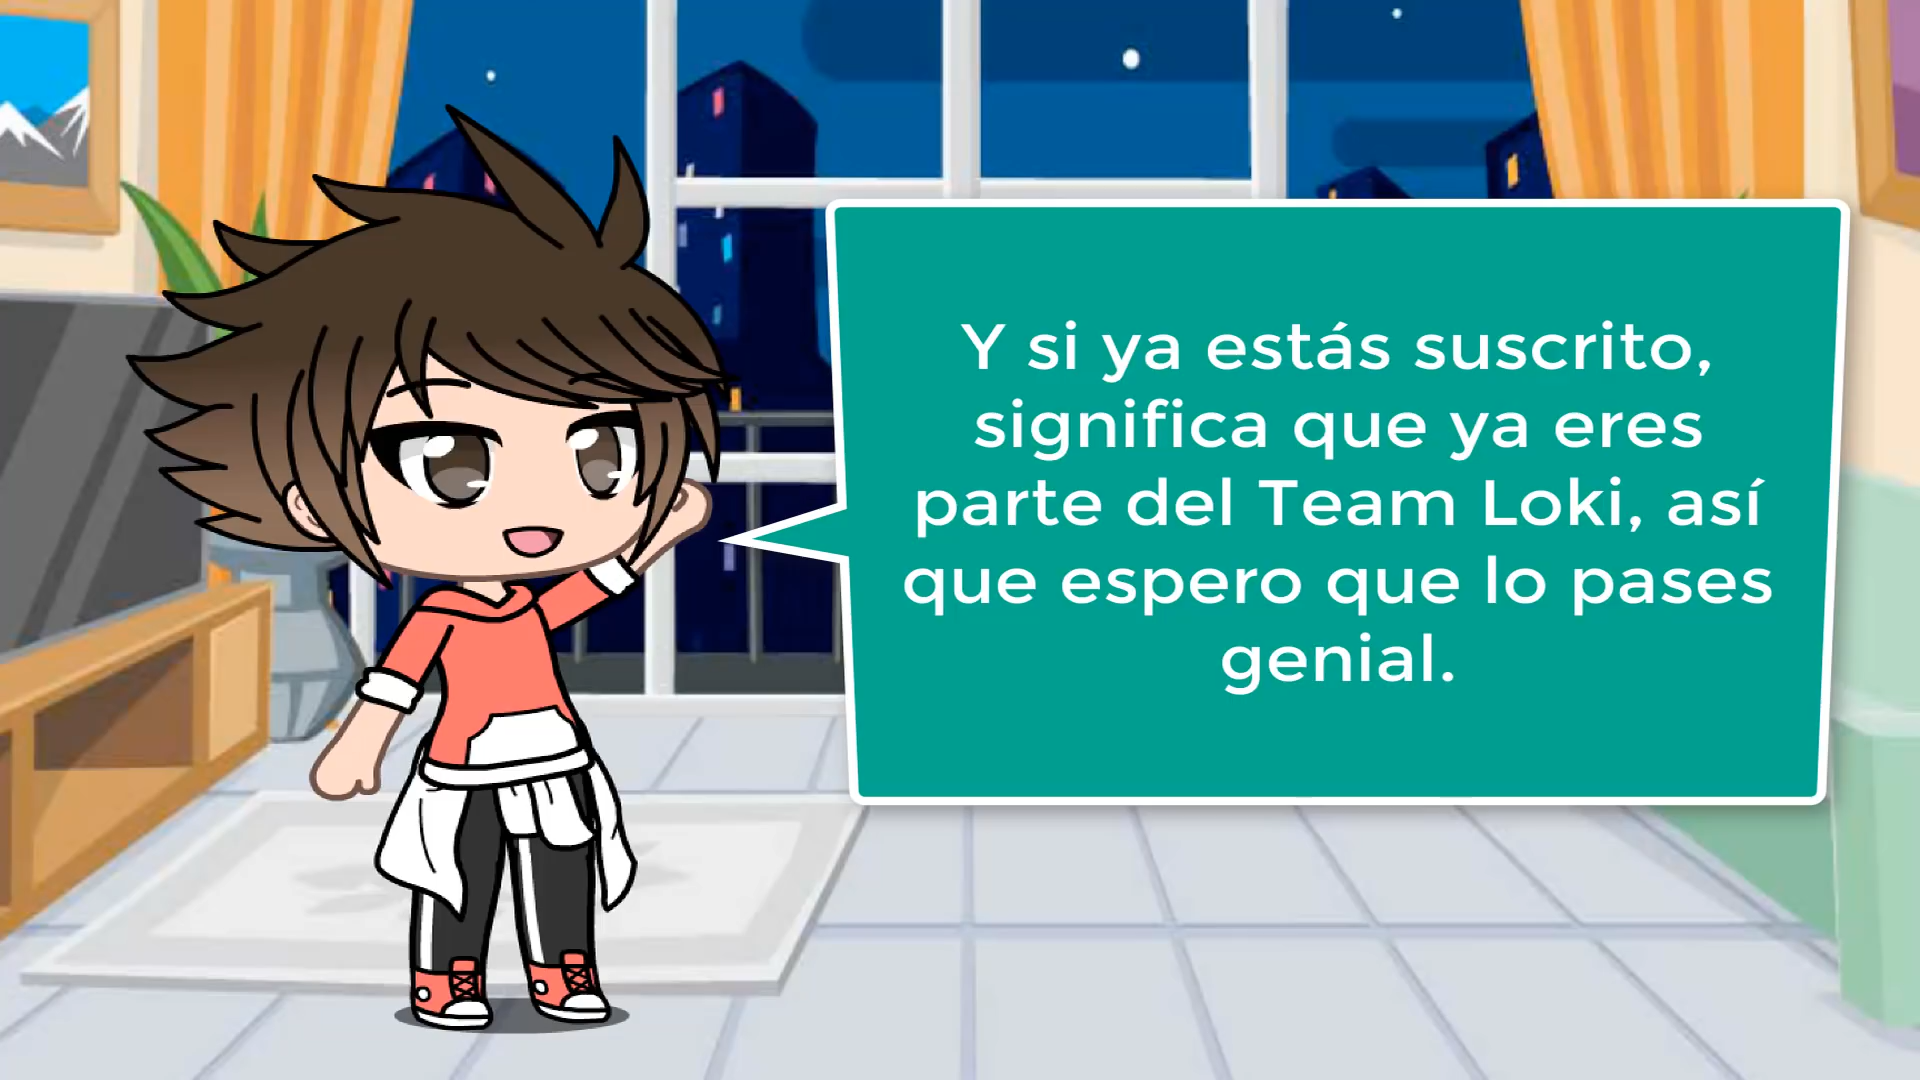 Y si ya estás suscrito,
significa que ya eres
parte del Team Loki, así
que espero que lo pases
genial.